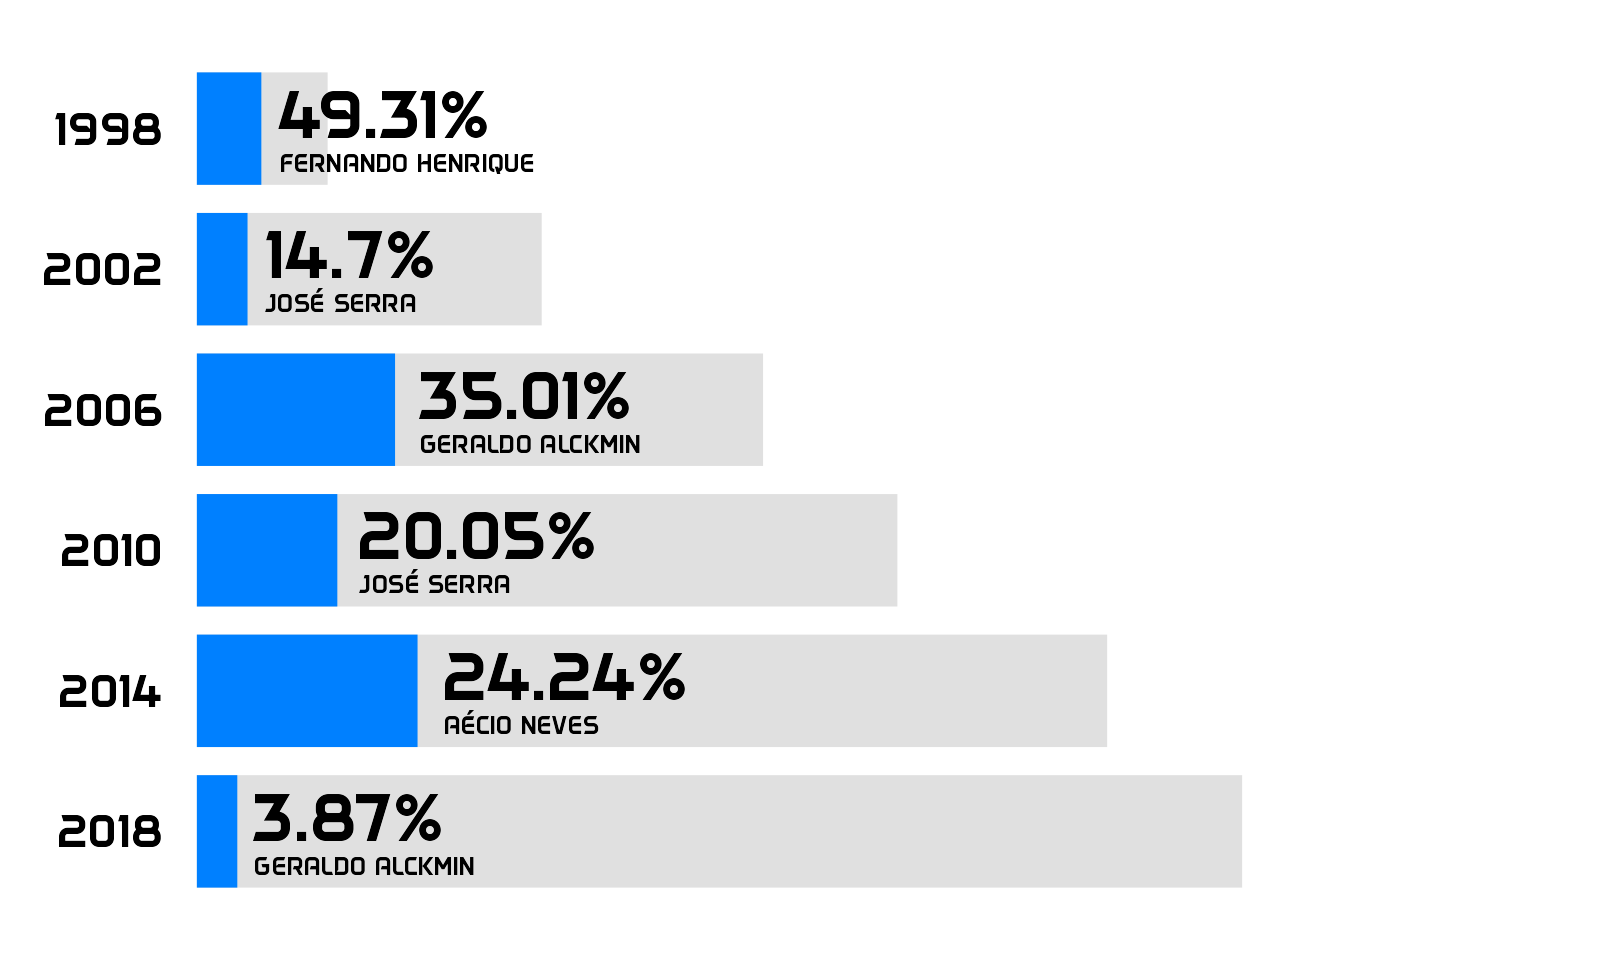 1998
49.31%
FERNANDO HENRIQUE
2002
14.7%
JOSÉ SERRA
2006
35.01%
GERALDO ALCKMIN
2010
20.05%
JOSÉ SERRA
2014
24.24%
AÉCIO NEVES
2018
3.87%
GERALDO ALCKMIN